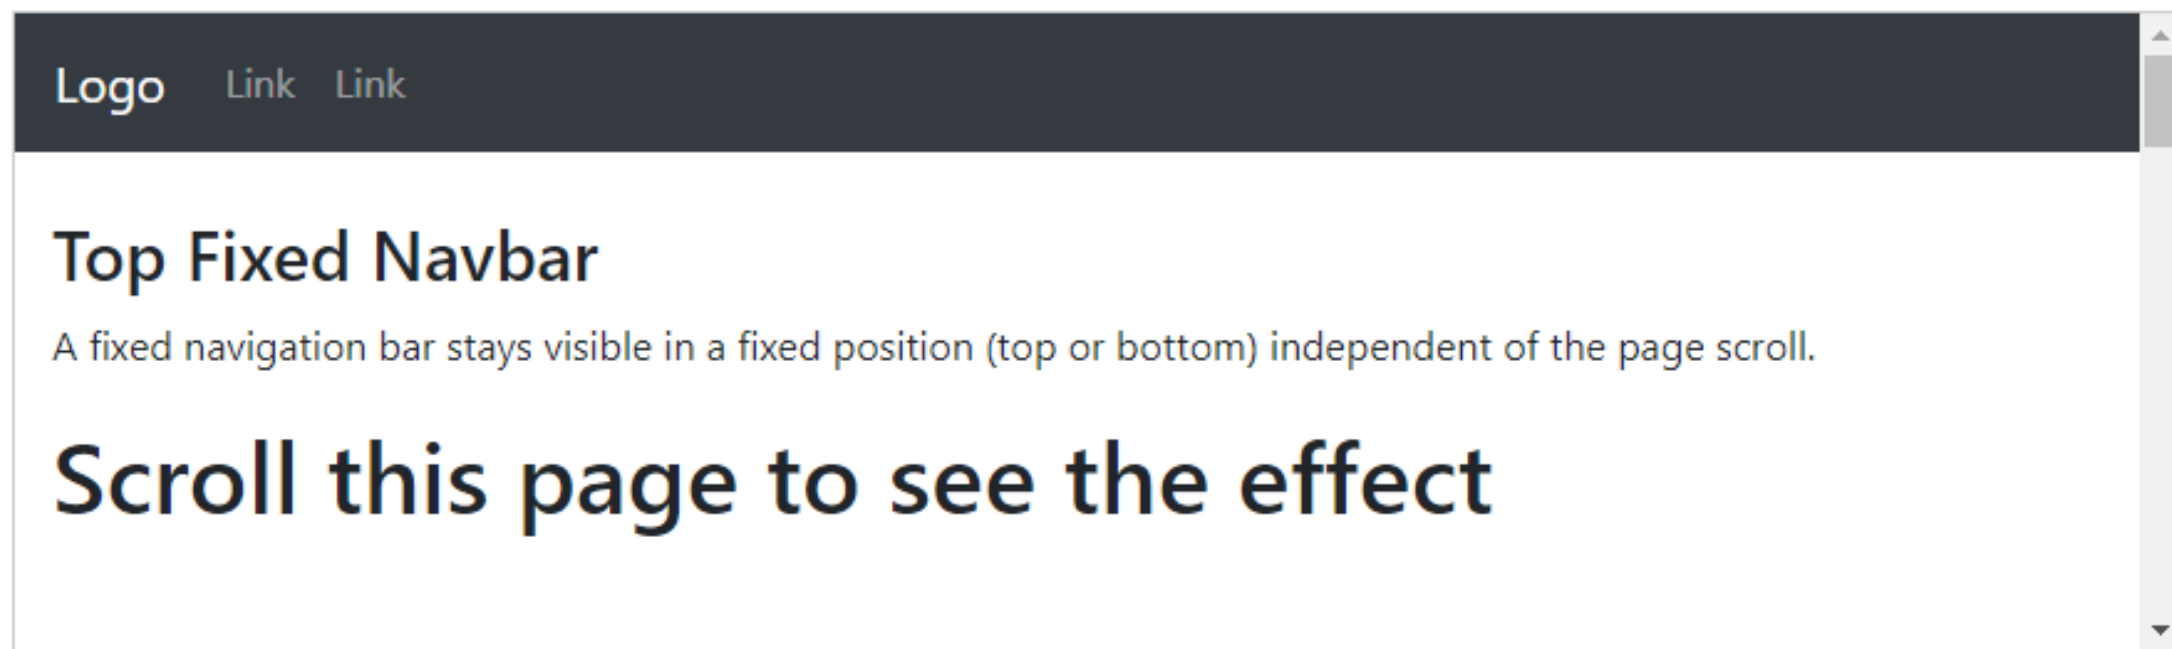 Logo Link Link
Top Fixed Navbar
A fixed navigation bar stays visible in a fixed position (top or bottom) independent of the page scroll.
Scroll this page to see the effect